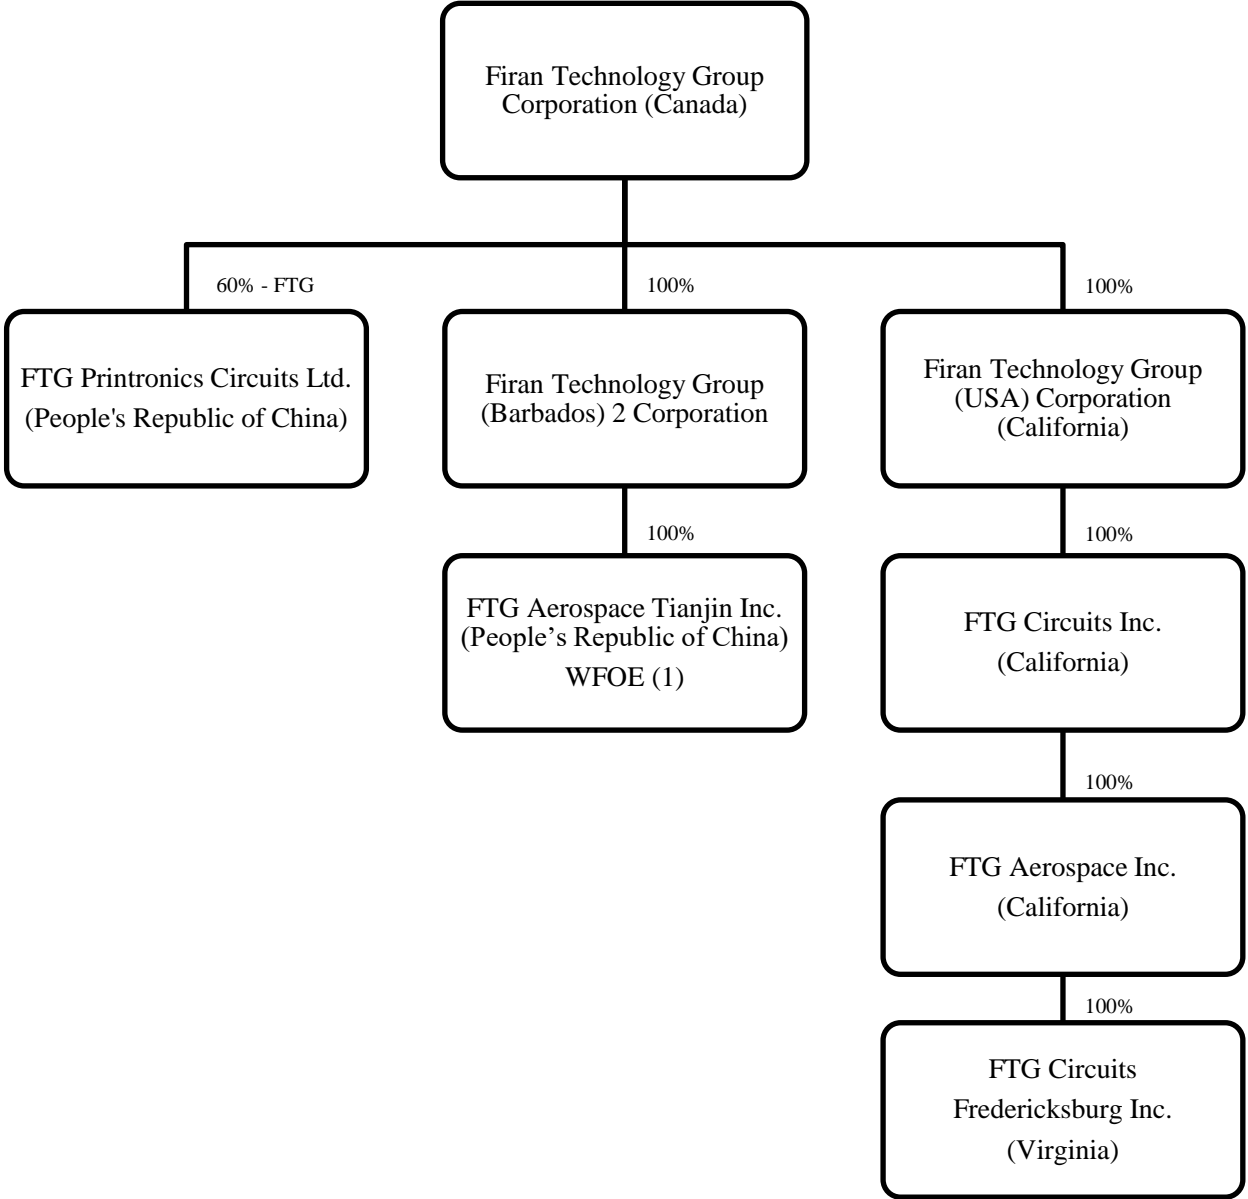 Firan Technology Group
Corporation (Canada)
60% - FTG
100%
100%
FTG Printronics Circuits Ltd.
(People's Republic of China)
Firan Technology Group
(Barbados) 2 Corporation
Firan Technology Group
(USA) Corporation
(California)
100%
100%
FTG Aerospace Tianjin Inc.
(People’s Republic of China)
WFOE (1)
FTG Circuits Inc.
(California)
100%
FTG Aerospace Inc.
(California)
100%
FTG Circuits
Fredericksburg Inc.
(Virginia)